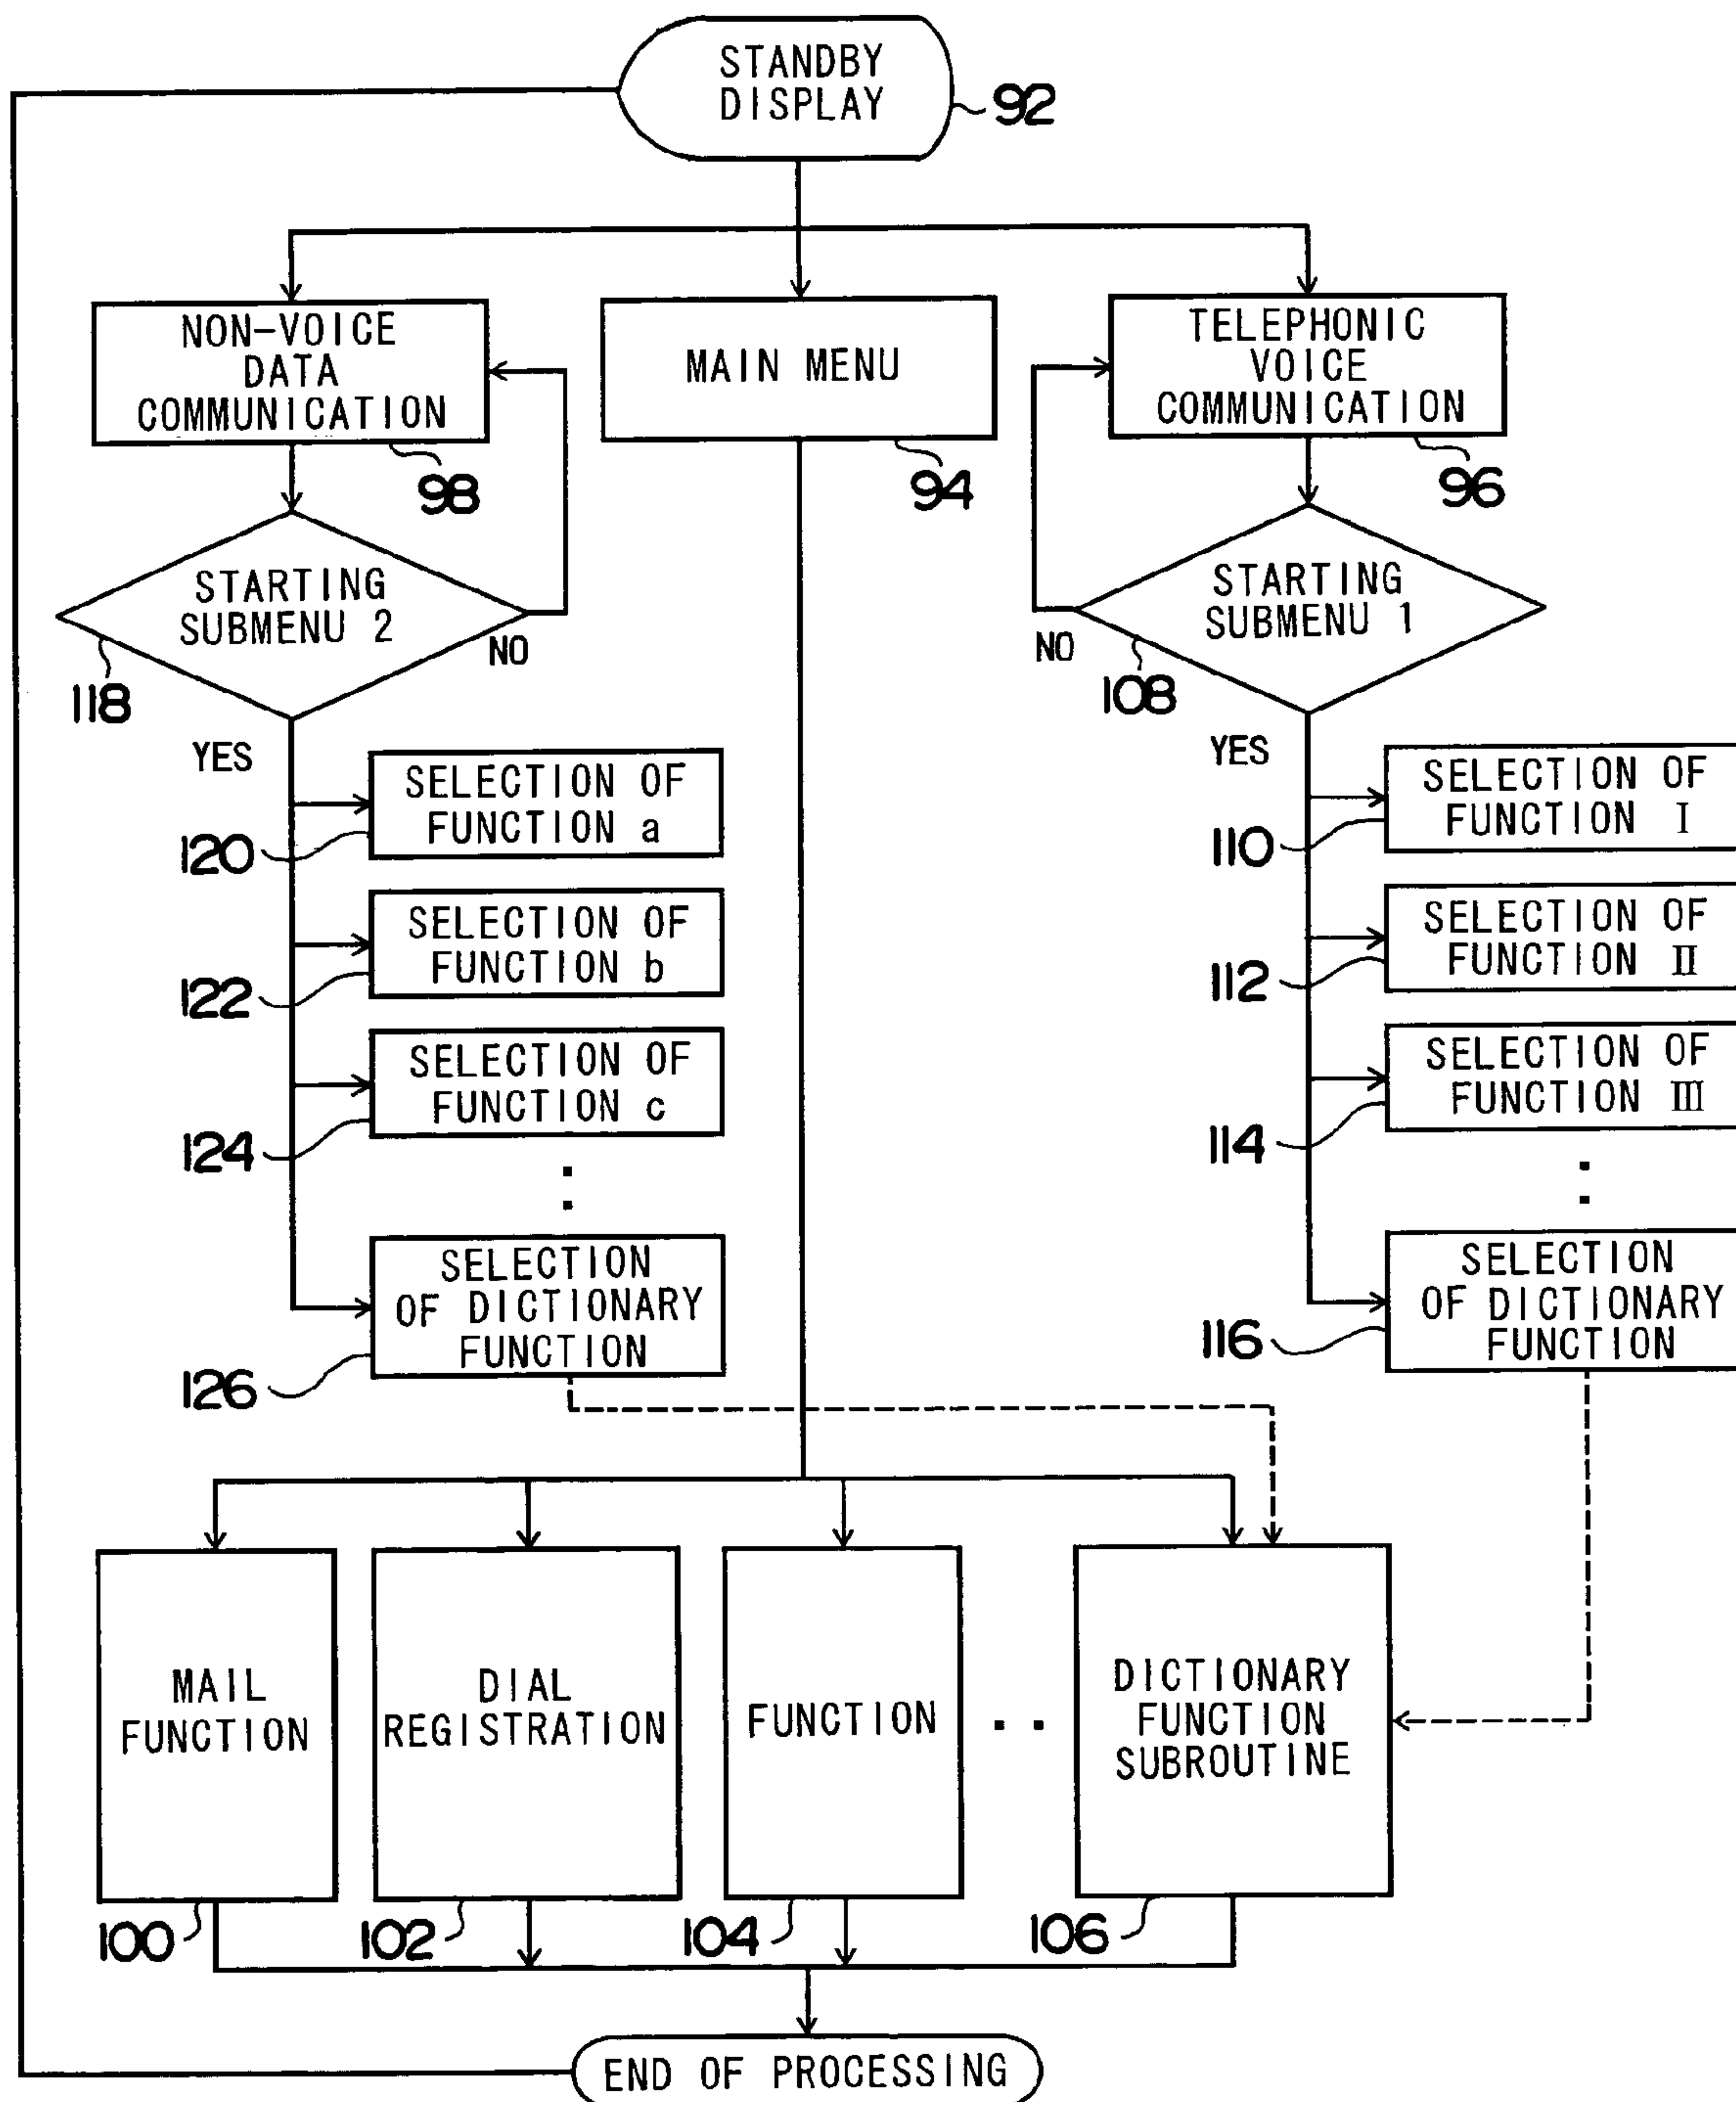 STANDBY
DISPLAY
92
NON-VOICE
DATA
COMMUNICATION
98
MAIN MENU
94
TELEPHONIC
VOICE
COMMUNICATION
96
STARTING
SUBMENU 2
NO
118
STARTING
SUBMENU 1
NO
108
YES
SELECTION OF
FUNCTION a
120
SELECTION OF
FUNCTION b
122
SELECTION OF
FUNCTION c
124
:
SELECTION
OF DICTIONARY
FUNCTION
126
YES
SELECTION OF
FUNCTION I
110
SELECTION OF
FUNCTION II
112
SELECTION OF
FUNCTION III
114
:
SELECTION
OF DICTIONARY
FUNCTION
116
MAIL
FUNCTION
100
DIAL
REGISTRATION
102
FUNCTION
104
..
DICTIONARY
FUNCTION
SUBROUTINE
106
END OF PROCESSING